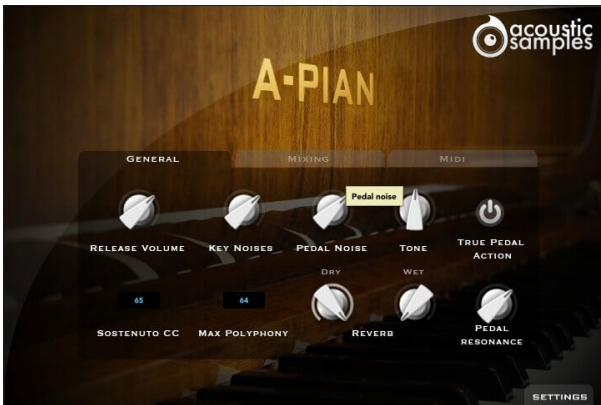 acoustic
samples
A-PIAN
GENERAL
MIXING
MIDI
Pedal noise
RELEASE VOLUME
KEY NOISES
PEDAL NOISE
TONE
TRUE PEDAL
ACTION
DRY
WET
65
64
SOSTENUTO CC
MAX POLYPHONY
REVERB
PEDAL
RESONANCE
SETTINGS